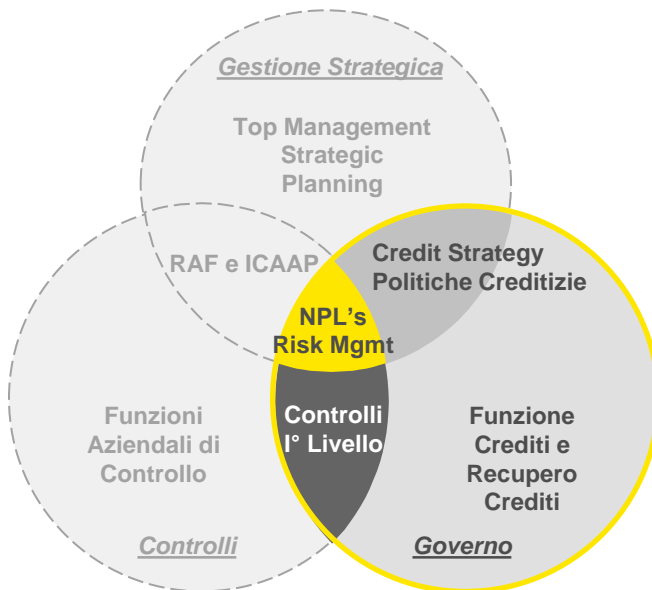 Gestione Strategica
Top Management
Strategic
Planning
RAF e ICAAP
Credit Strategy
Politiche Creditizie
NPL's
Risk Mgmt
Funzioni
Aziendali di
Controllo
Controlli
I° Livello
Funzione
Crediti e
Recupero
Crediti
Controlli
Governo